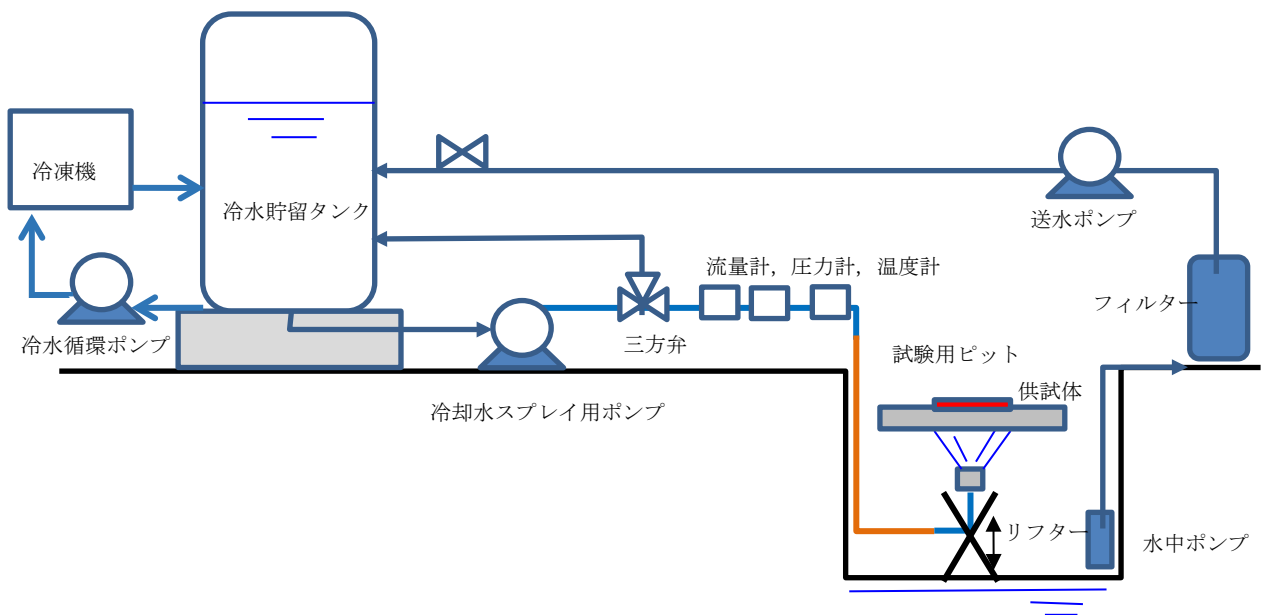 冷凍機
冷水貯留タンク
送水ポンプ
流量計，圧力計，温度計
フィルター
冷水循環ポンプ
三方弁
試験用ピット
供試体
冷却水スプレイ用ポンプ
リフター
水中ポンプ